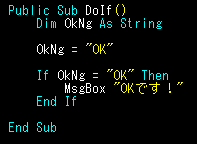 Public Sub DoIf()
    Dim OkNg As String

    OkNg = "OK"

    If OkNg = "OK" Then
        MsgBox "OKです！"
    End If

End Sub